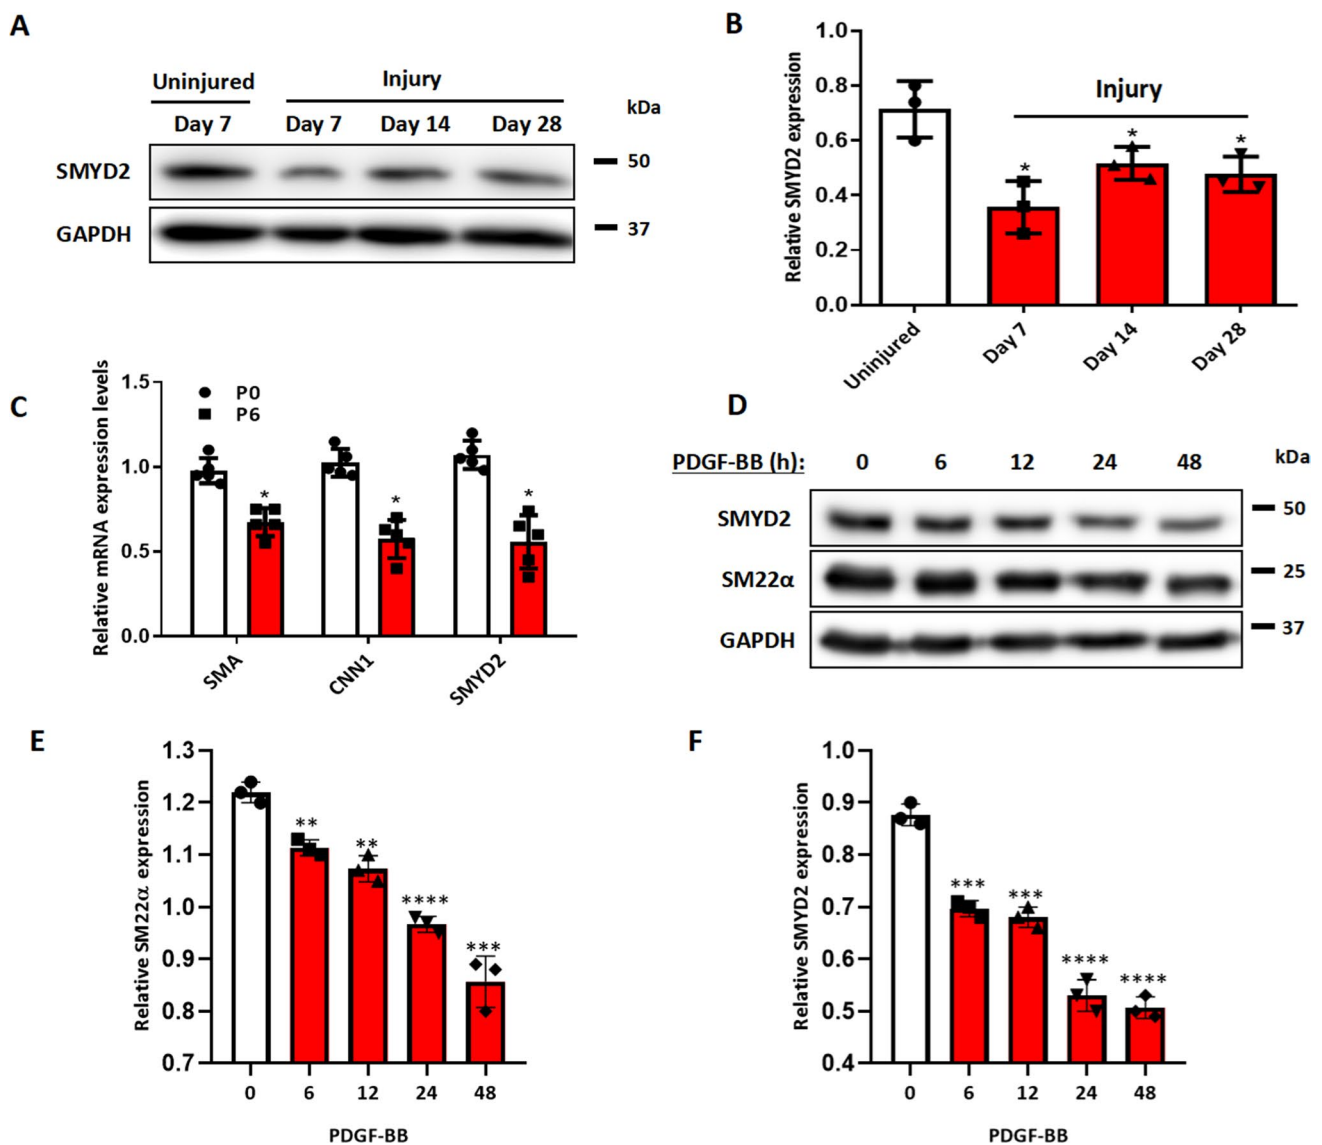 A
Uninjured Injury
Day 7 Day 7 Day 14 Day 28 kDa
SMYD2 50
GAPDH 37
B
Relative SMYD2 expression
1.0
0.8
0.6
0.4
0.2
0.0
Injury
* * *
Uninjured Day 7 Day 14 Day 28
C
Relative mRNA expression levels
1.5
1.0
0.5
0.0
P0
P6
* * *
SMA CNN1 SMYD2
D
PDGF-BB (h): 0 6 12 24 48 kDa
SMYD2 50
SM22α 25
GAPDH 37
E
Relative SM22α expression
1.3
1.2
1.1
1.0
0.9
0.8
0.7
** ** **** ***
0 6 12 24 48
PDGF-BB
F
Relative SMYD2 expression
1.0
0.9
0.8
0.7
0.6
0.5
0.4
*** *** **** ****
0 6 12 24 48
PDGF-BB